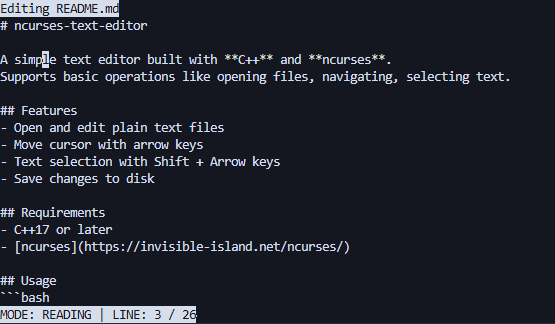 Editing README.md
# ncurses-text-editor
A simple text editor built with **C++** and **ncurses**.
Supports basic operations like opening files, navigating, selecting text.
## Features
- Open and edit plain text files
- Move cursor with arrow keys
- Text selection with Shift + Arrow keys
- Save changes to disk
## Requirements
- C++17 or later
- [ncurses](https://invisible-island.net/ncurses/)
## Usage
```bash
MODE: READING | LINE: 3 / 26